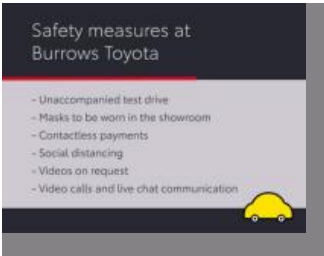 Safety measures at
Burrows Toyota
- Unaccompanied test drive
- Masks to be worn in the showroom
- Contactless payments
- Social distancing
- Videos on request
- Video calls and live chat communication